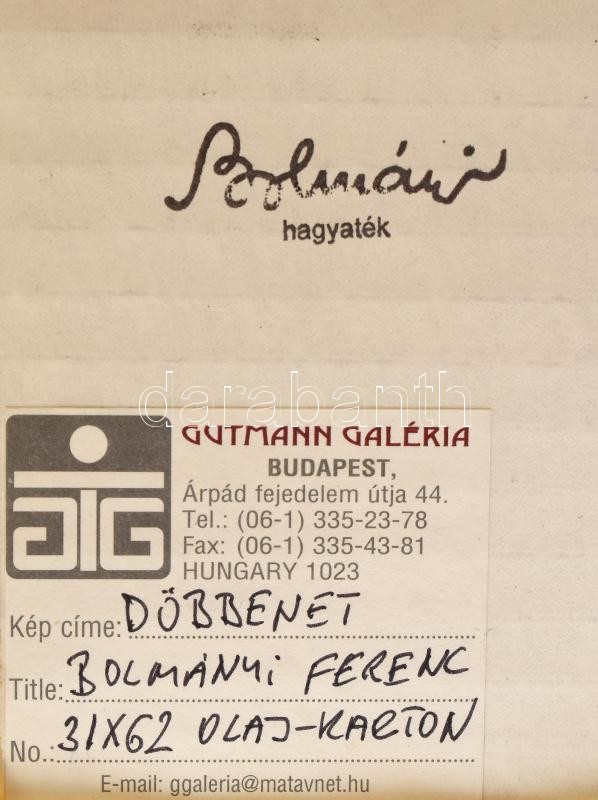 Bolmányi
hagyaték
darabanth
GUTMANN GALÉRIA
BUDAPEST,
Árpád fejedelem útja 44.
Tel.: (06-1) 335-23-78
Fax: (06-1) 335-43-81
HUNGARY 1023
Kép címe: DÖBBENET
Title: BOLMÁNYI FERENC
No.: 31X62 OLAJ-KARTON
E-mail: ggaleria@matavnet.hu